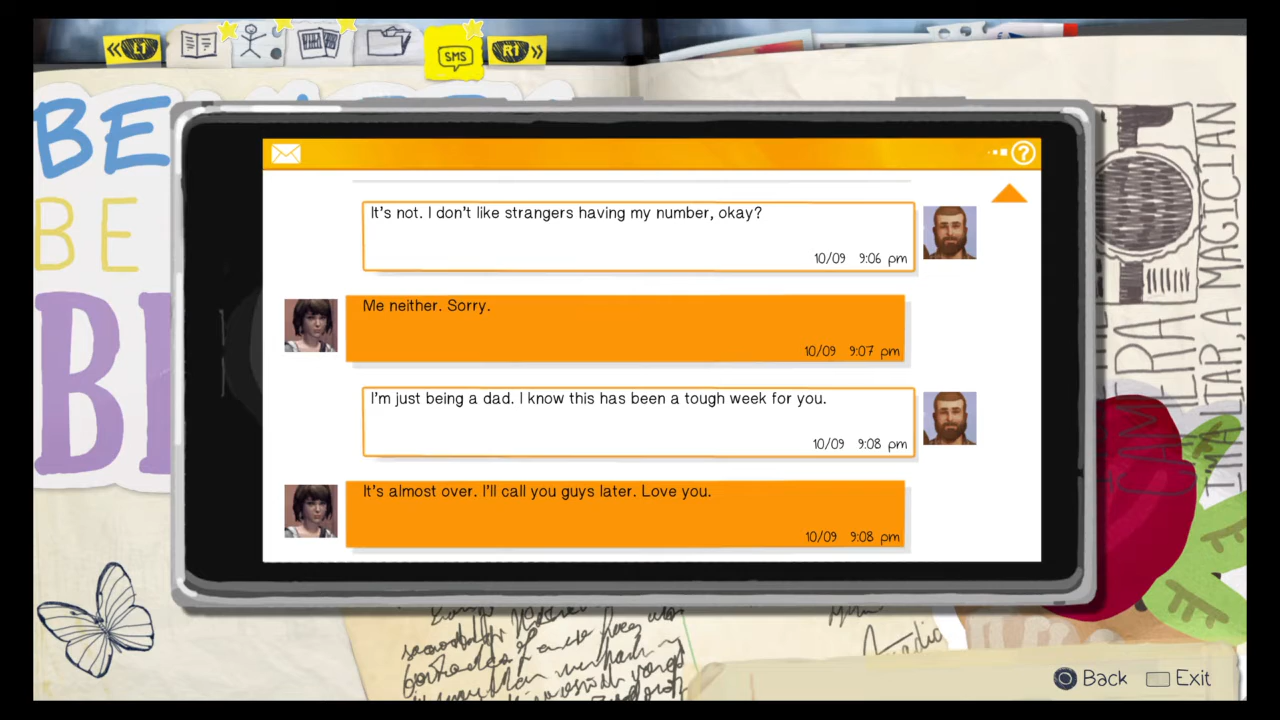 L1
SMS
R1
BE
BE
It's not. I don't like strangers having my number, okay?
10/09 9:06 pm
Me neither. Sorry.
10/09 9:07 pm
I'm just being a dad. I know this has been a tough week for you.
10/09 9:08 pm
It's almost over. I'll call you guys later. Love you.
10/09 9:08 pm
?
I'M A LIAR, A MAGICIAN
Back
Exit